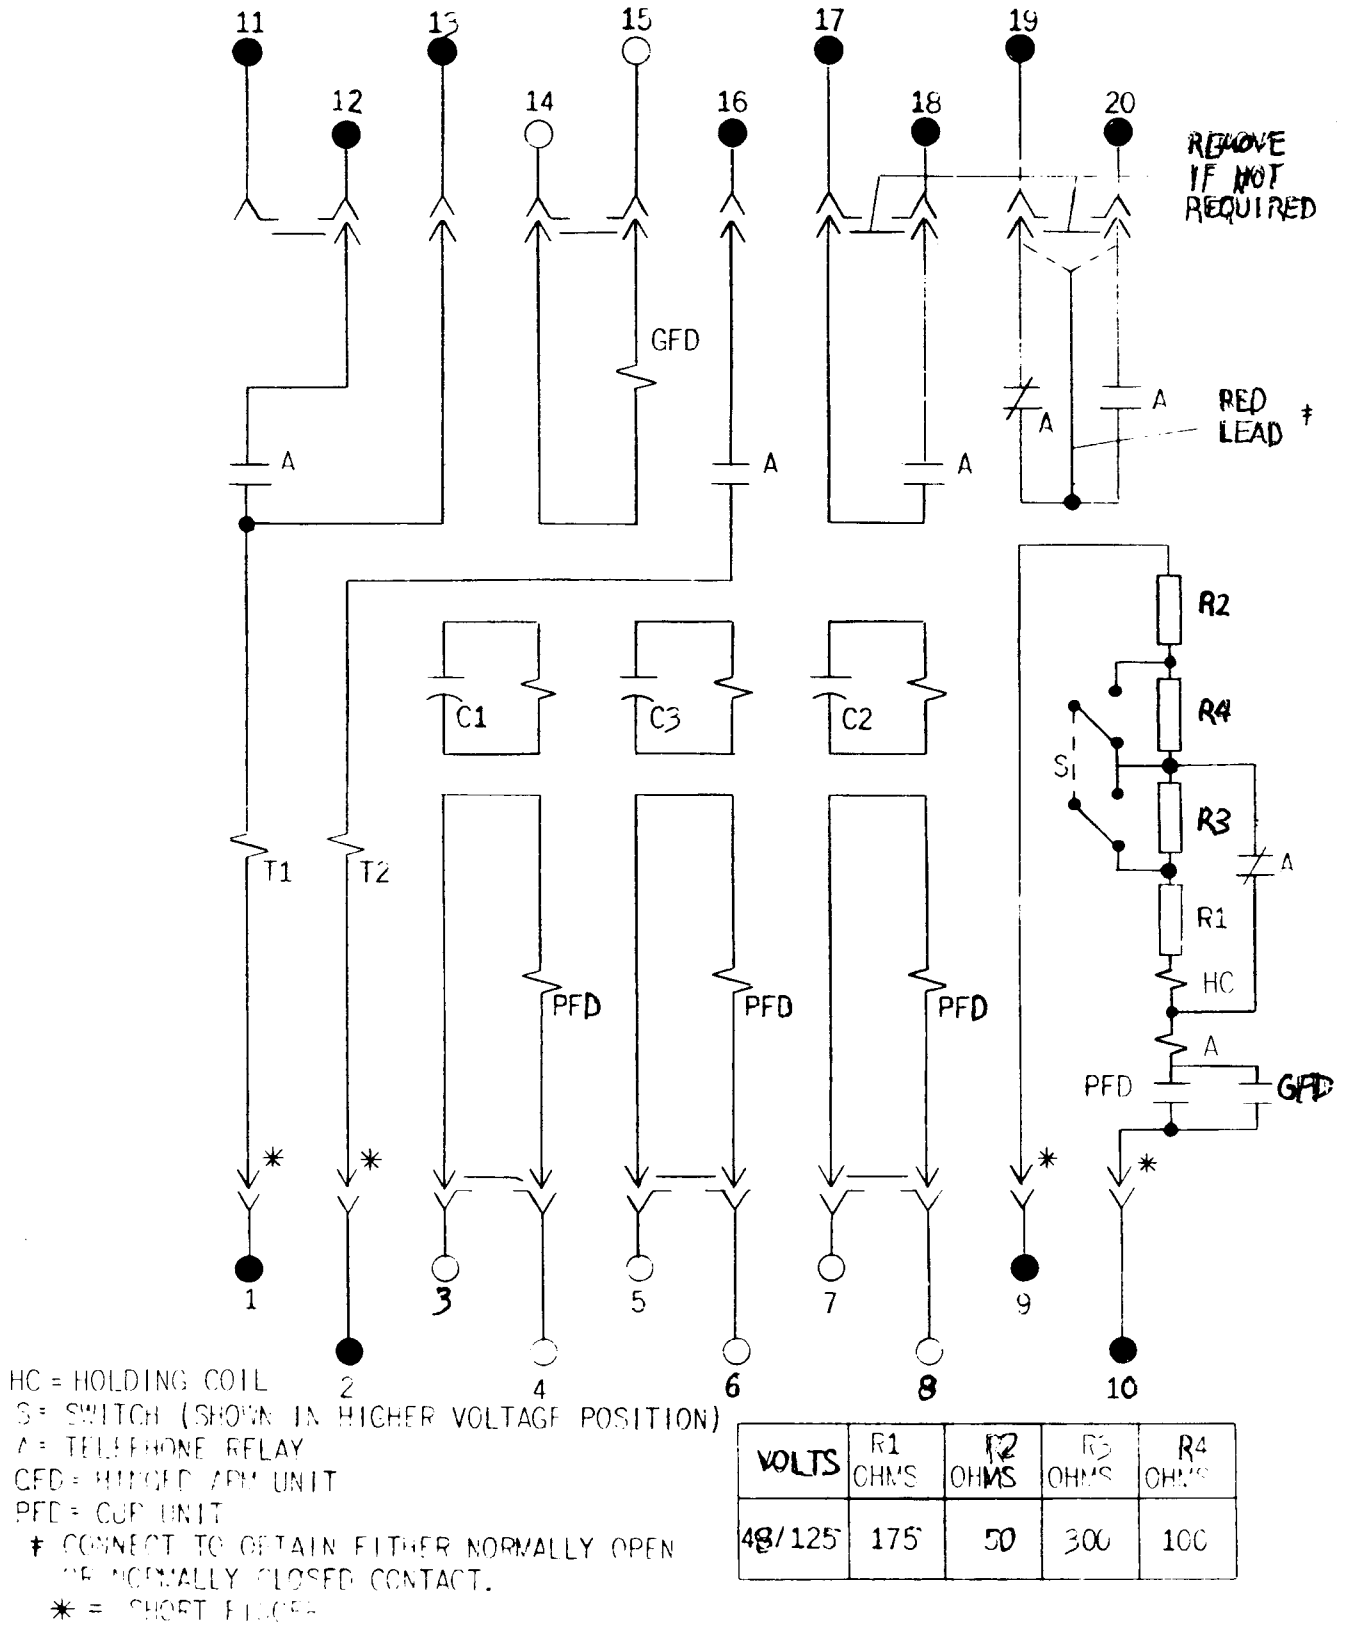 11
13
15
17
19
12
14
16
18
20
REMOVE
IF NOT
REQUIRED
GFD
A
A
RED ‡
LEAD
A
A
A
R2
C1
C3
C2
R4
S
R3
T1
T2
A
R1
HC
PFD
PFD
PFD
A
PFD
GFD
*
*
*
*
1
3
5
7
9
2
4
6
8
10
HC = HOLDING COIL
S = SWITCH (SHOWN IN HIGHER VOLTAGE POSITION)
A = TELEPHONE RELAY
GFD = HINGED ARM UNIT
PFD = CUP UNIT
‡ CONNECT TO OBTAIN EITHER NORMALLY OPEN
OR NORMALLY CLOSED CONTACT.
* = SHORT FINGER
VOLTS R1 OHMS R2 OHMS R3 OHMS R4 OHMS
48/125 175 50 300 100